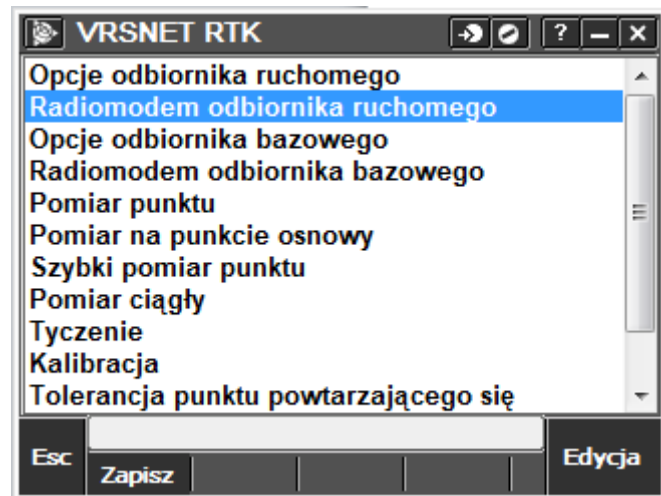 VRSNET RTK ? – ×
Opcje odbiornika ruchomego
Radiomodem odbiornika ruchomego
Opcje odbiornika bazowego
Radiomodem odbiornika bazowego
Pomiar punktu
Pomiar na punkcie osnowy
Szybki pomiar punktu
Pomiar ciągły
Tyczenie
Kalibracja
Tolerancja punktu powtarzającego się
Esc
Zapisz
Edycja